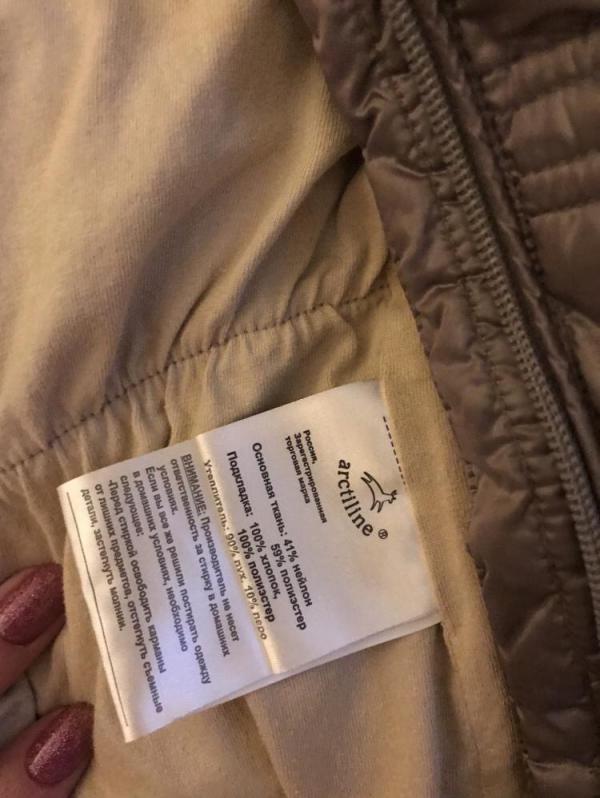 arctiline®
Россия,
Зарегистрированная
торговая марка
Основная ткань: 41% нейлон
59% полиэстер
Подкладка: 100% хлопок,
100% полиэстер
Утеплитель: 90% пух, 10% перо
ВНИМАНИЕ: Производитель не несет
ответственность за стирку в домашних
условиях.
Если вы все же решили постирать одежду
в домашних условиях, необходимо
следующее:
-Перед стиркой освободить карманы
от лишних предметов, отстегнуть съемные
детали, застегнуть молнии.